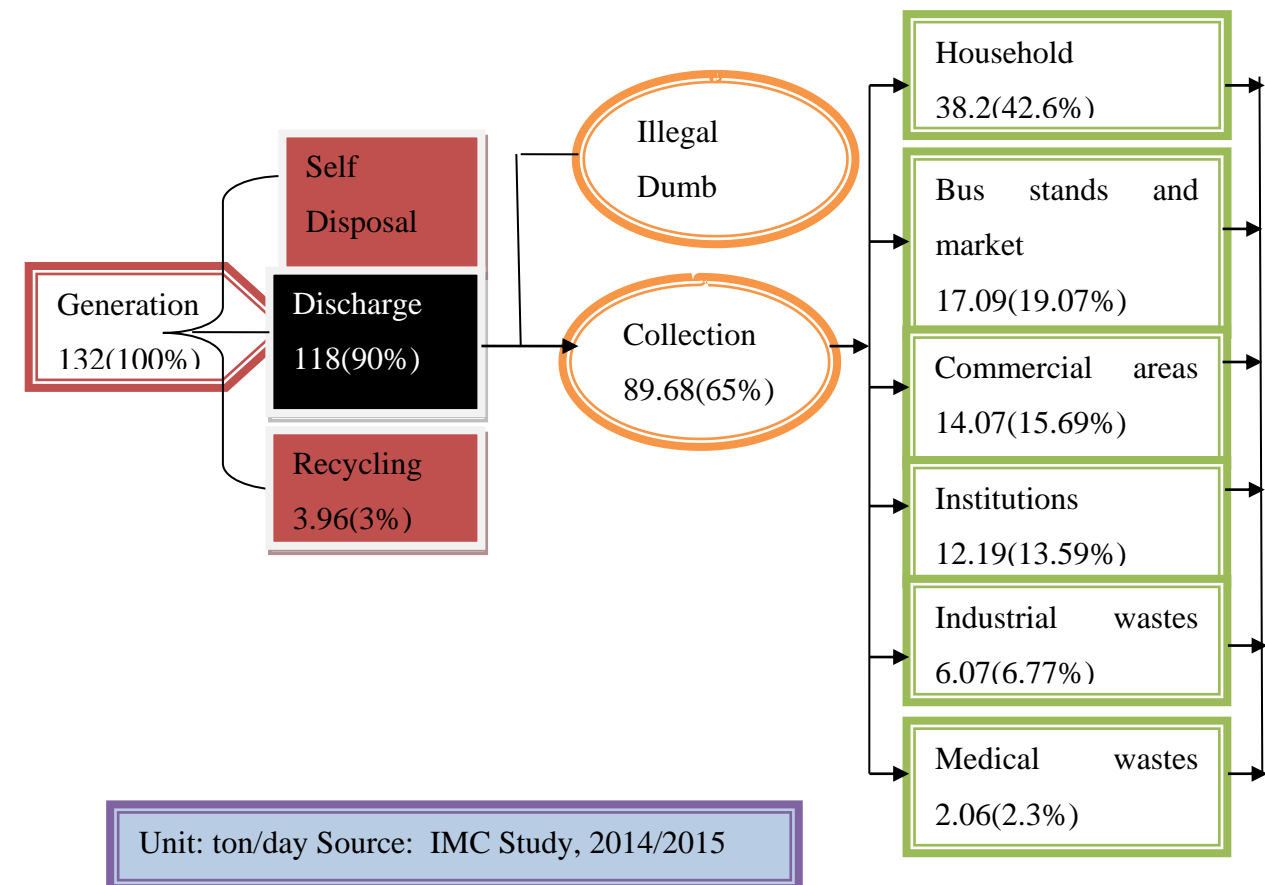 Generation
132(100%)
Self
Disposal
Discharge
118(90%)
Recycling
3.96(3%)
Illegal
Dumb
Collection
89.68(65%)
Household
38.2(42.6%)
Bus stands and
market
17.09(19.07%)
Commercial areas
14.07(15.69%)
Institutions
12.19(13.59%)
Industrial wastes
6.07(6.77%)
Medical wastes
2.06(2.3%)
Unit: ton/day Source: IMC Study, 2014/2015